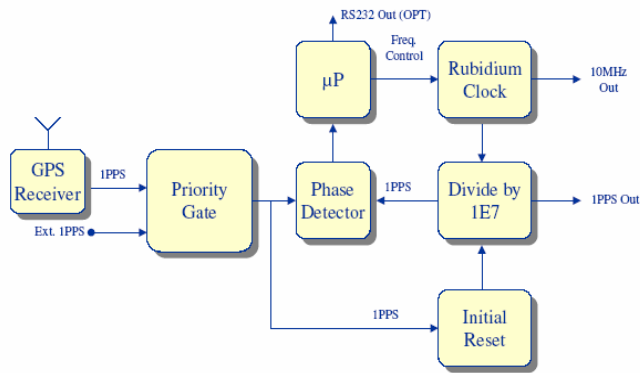 RS232 Out (OPT)
Freq.
Control
µP
Rubidium
Clock
10MHz
Out
GPS
Receiver
1PPS
Priority
Gate
Phase
Detector
1PPS
Divide by
1E7
1PPS Out
Ext. 1PPS
1PPS
Initial
Reset